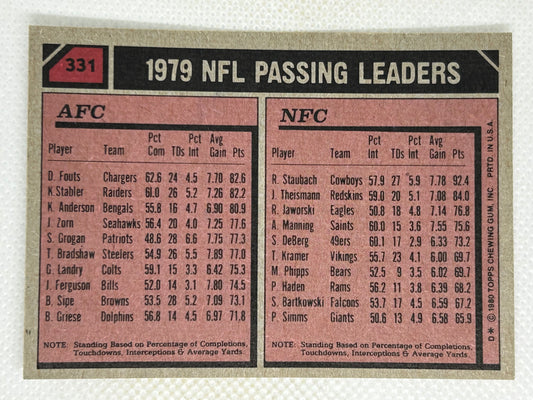 331
1979 NFL PASSING LEADERS
AFC
Pct Pct Avg
Player Team Com TDs Int Gain Pts
D. Fouts Chargers 62.6 24 4.5 7.70 82.6
K. Stabler Raiders 61.0 26 5.2 7.26 82.2
K. Anderson Bengals 55.8 16 4.7 6.90 80.9
J. Zorn Seahawks 56.4 20 4.0 7.25 77.6
S. Grogan Patriots 48.6 28 6.6 7.75 77.3
T. Bradshaw Steelers 54.9 26 5.5 7.89 77.0
G. Landry Colts 59.1 15 3.3 6.42 75.3
J. Ferguson Bills 52.0 14 3.1 7.80 74.5
B. Sipe Browns 53.5 28 5.2 7.09 73.1
B. Griese Dolphins 56.8 14 4.5 6.97 72.1
NOTE: Standing Based on Percentage of Completions,
Touchdowns, Interceptions & Average Yards.
NFC
Pct Pct Avg
Player Team Int TDs Int Gain Pts
R. Staubach Cowboys 57.9 27 5.9 7.78 92.4
J. Theismann Redskins 59.0 20 5.1 7.08 84.0
R. Jaworski Eagles 50.8 18 4.8 7.14 76.8
A. Manning Saints 60.0 15 3.6 7.55 75.6
S. DeBerg 49ers 60.1 17 2.9 6.33 73.2
T. Kramer Vikings 55.7 23 4.1 6.00 69.7
M. Phipps Bears 52.5 9 3.5 6.02 69.7
P. Haden Rams 56.2 11 3.8 6.39 68.2
S. Bartkowski Falcons 53.7 17 4.5 6.59 67.2
P. Simms Giants 50.6 13 4.9 6.58 65.9
NOTE: Standing Based on Percentage of Completions,
Touchdowns, Interceptions & Average Yards.
D* © 1980 TOPPS CHEWING GUM, INC. PRTD. IN U.S.A.